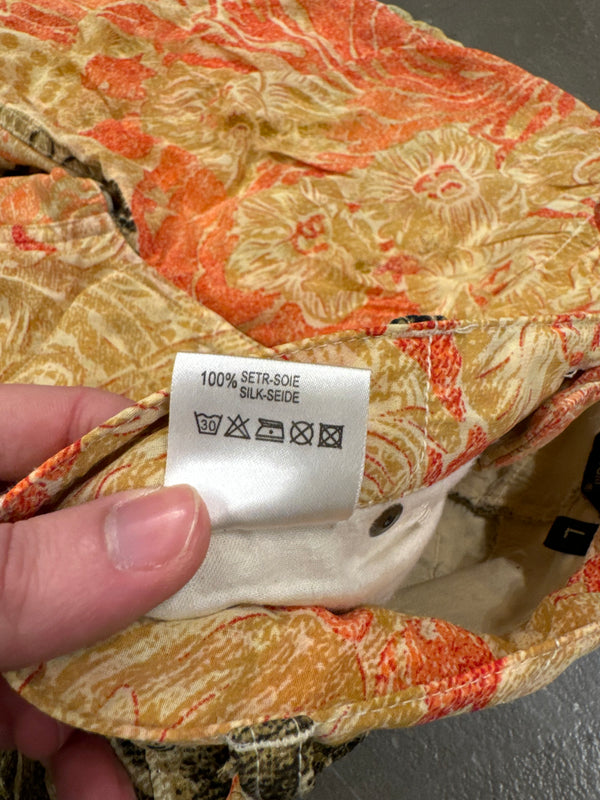 100% SETR-SOIE
SILK-SEIDE
30
L